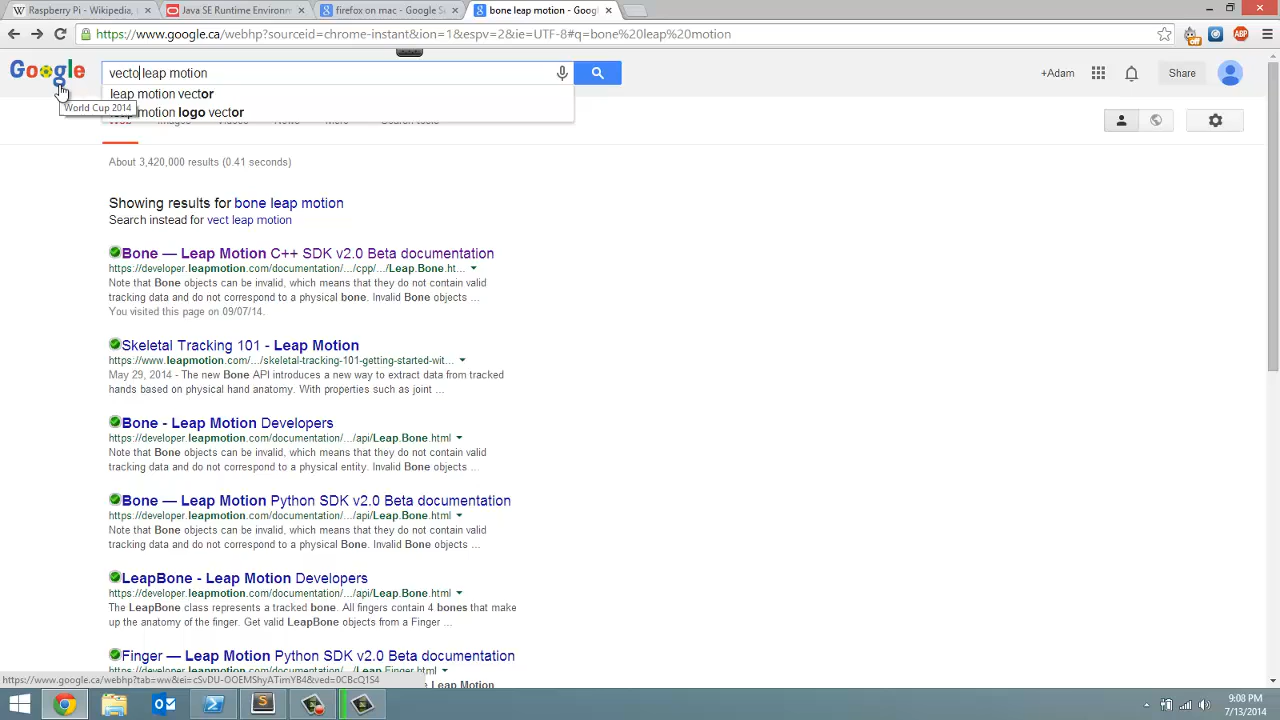 Raspberry Pi - Wikipedia,
Java SE Runtime Environm
firefox on mac - Google Se
bone leap motion - Googl
https://www.google.ca/webhp?sourceid=chrome-instant&ion=1&espv=2&ie=UTF-8#q=bone%20leap%20motion
Google
vecto leap motion
+Adam
Share
leap motion vector
World Cup 2014
motion logo vector
About 3,420,000 results (0.41 seconds)
Showing results for bone leap motion
Search instead for vect leap motion
Bone — Leap Motion C++ SDK v2.0 Beta documentation
https://developer.leapmotion.com/documentation/.../cpp/.../Leap.Bone.ht...
Note that Bone objects can be invalid, which means that they do not contain valid
tracking data and do not correspond to a physical bone. Invalid Bone objects ...
You visited this page on 09/07/14.
Skeletal Tracking 101 - Leap Motion
https://www.leapmotion.com/.../skeletal-tracking-101-getting-started-wit...
May 29, 2014 - The new Bone API introduces a new way to extract data from tracked
hands based on physical hand anatomy. With properties such as joint ...
Bone - Leap Motion Developers
https://developer.leapmotion.com/documentation/.../api/Leap.Bone.html
Note that Bone objects can be invalid, which means that they do not contain valid
tracking data and do not correspond to a physical entity. Invalid Bone objects ...
Bone — Leap Motion Python SDK v2.0 Beta documentation
https://developer.leapmotion.com/documentation/.../api/Leap.Bone.html
Note that Bone objects can be invalid, which means that they do not contain valid
tracking data and do not correspond to a physical Bone. Invalid Bone objects ...
LeapBone - Leap Motion Developers
https://developer.leapmotion.com/documentation/.../api/Leap.Bone.html
The LeapBone class represents a tracked bone. All fingers contain 4 bones that make
up the anatomy of the finger. Get valid LeapBone objects from a Finger ...
Finger — Leap Motion Python SDK v2.0 Beta documentation
https://developer.leapmotion.com/documentation/.../Leap.Finger.html
Leap Motion
9:08 PM
7/13/2014